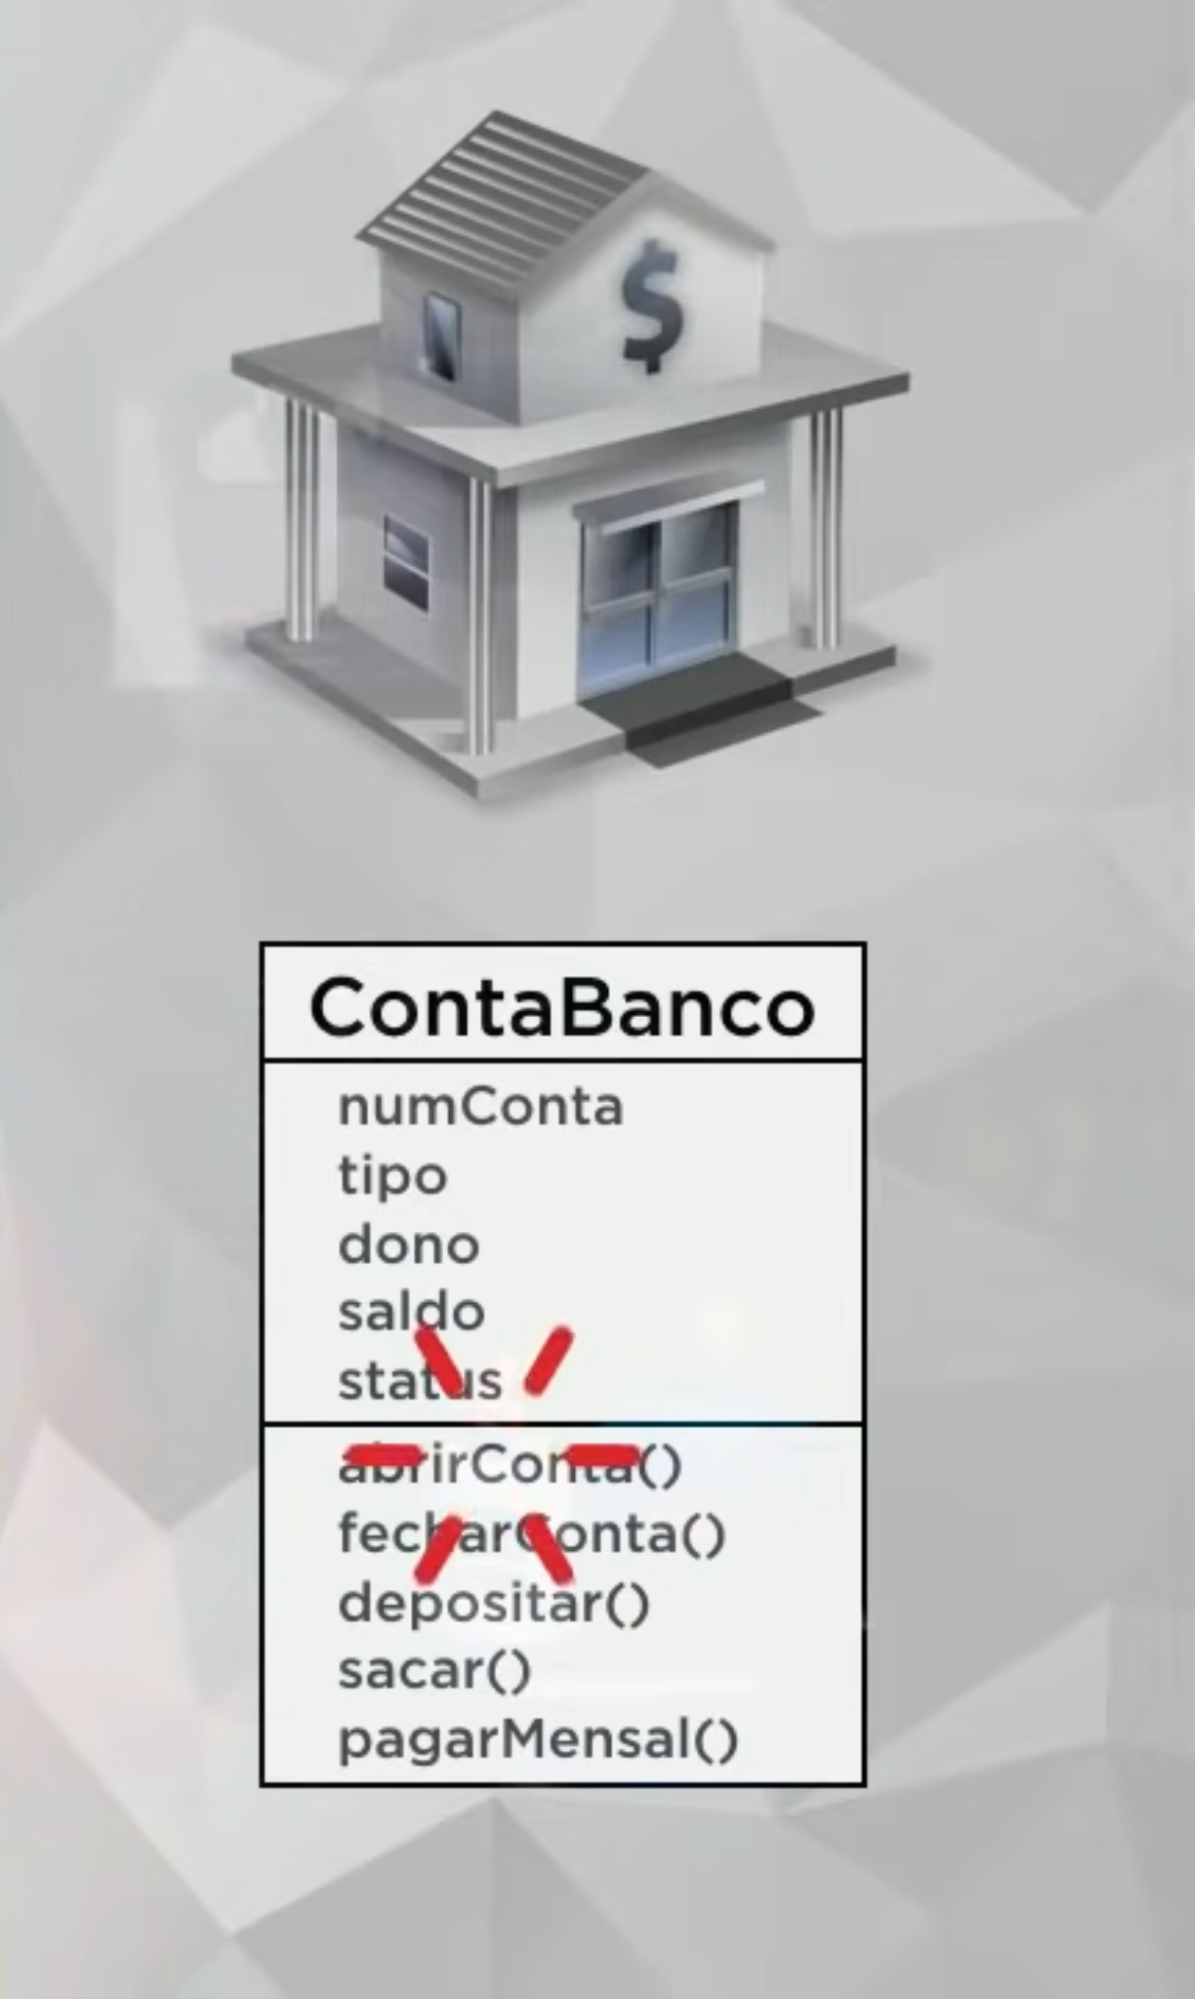 $
ContaBanco
numConta
tipo
dono
saldo
status
abrirConta()
fecharConta()
depositar()
sacar()
pagarMensal()